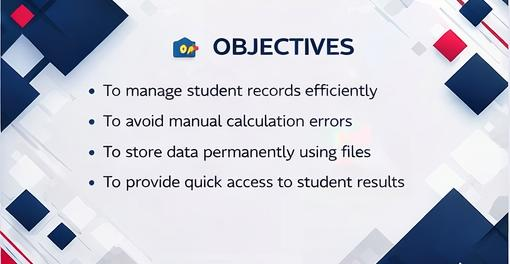 OBJECTIVES
• To manage student records efficiently
• To avoid manual calculation errors
• To store data permanently using files
• To provide quick access to student results